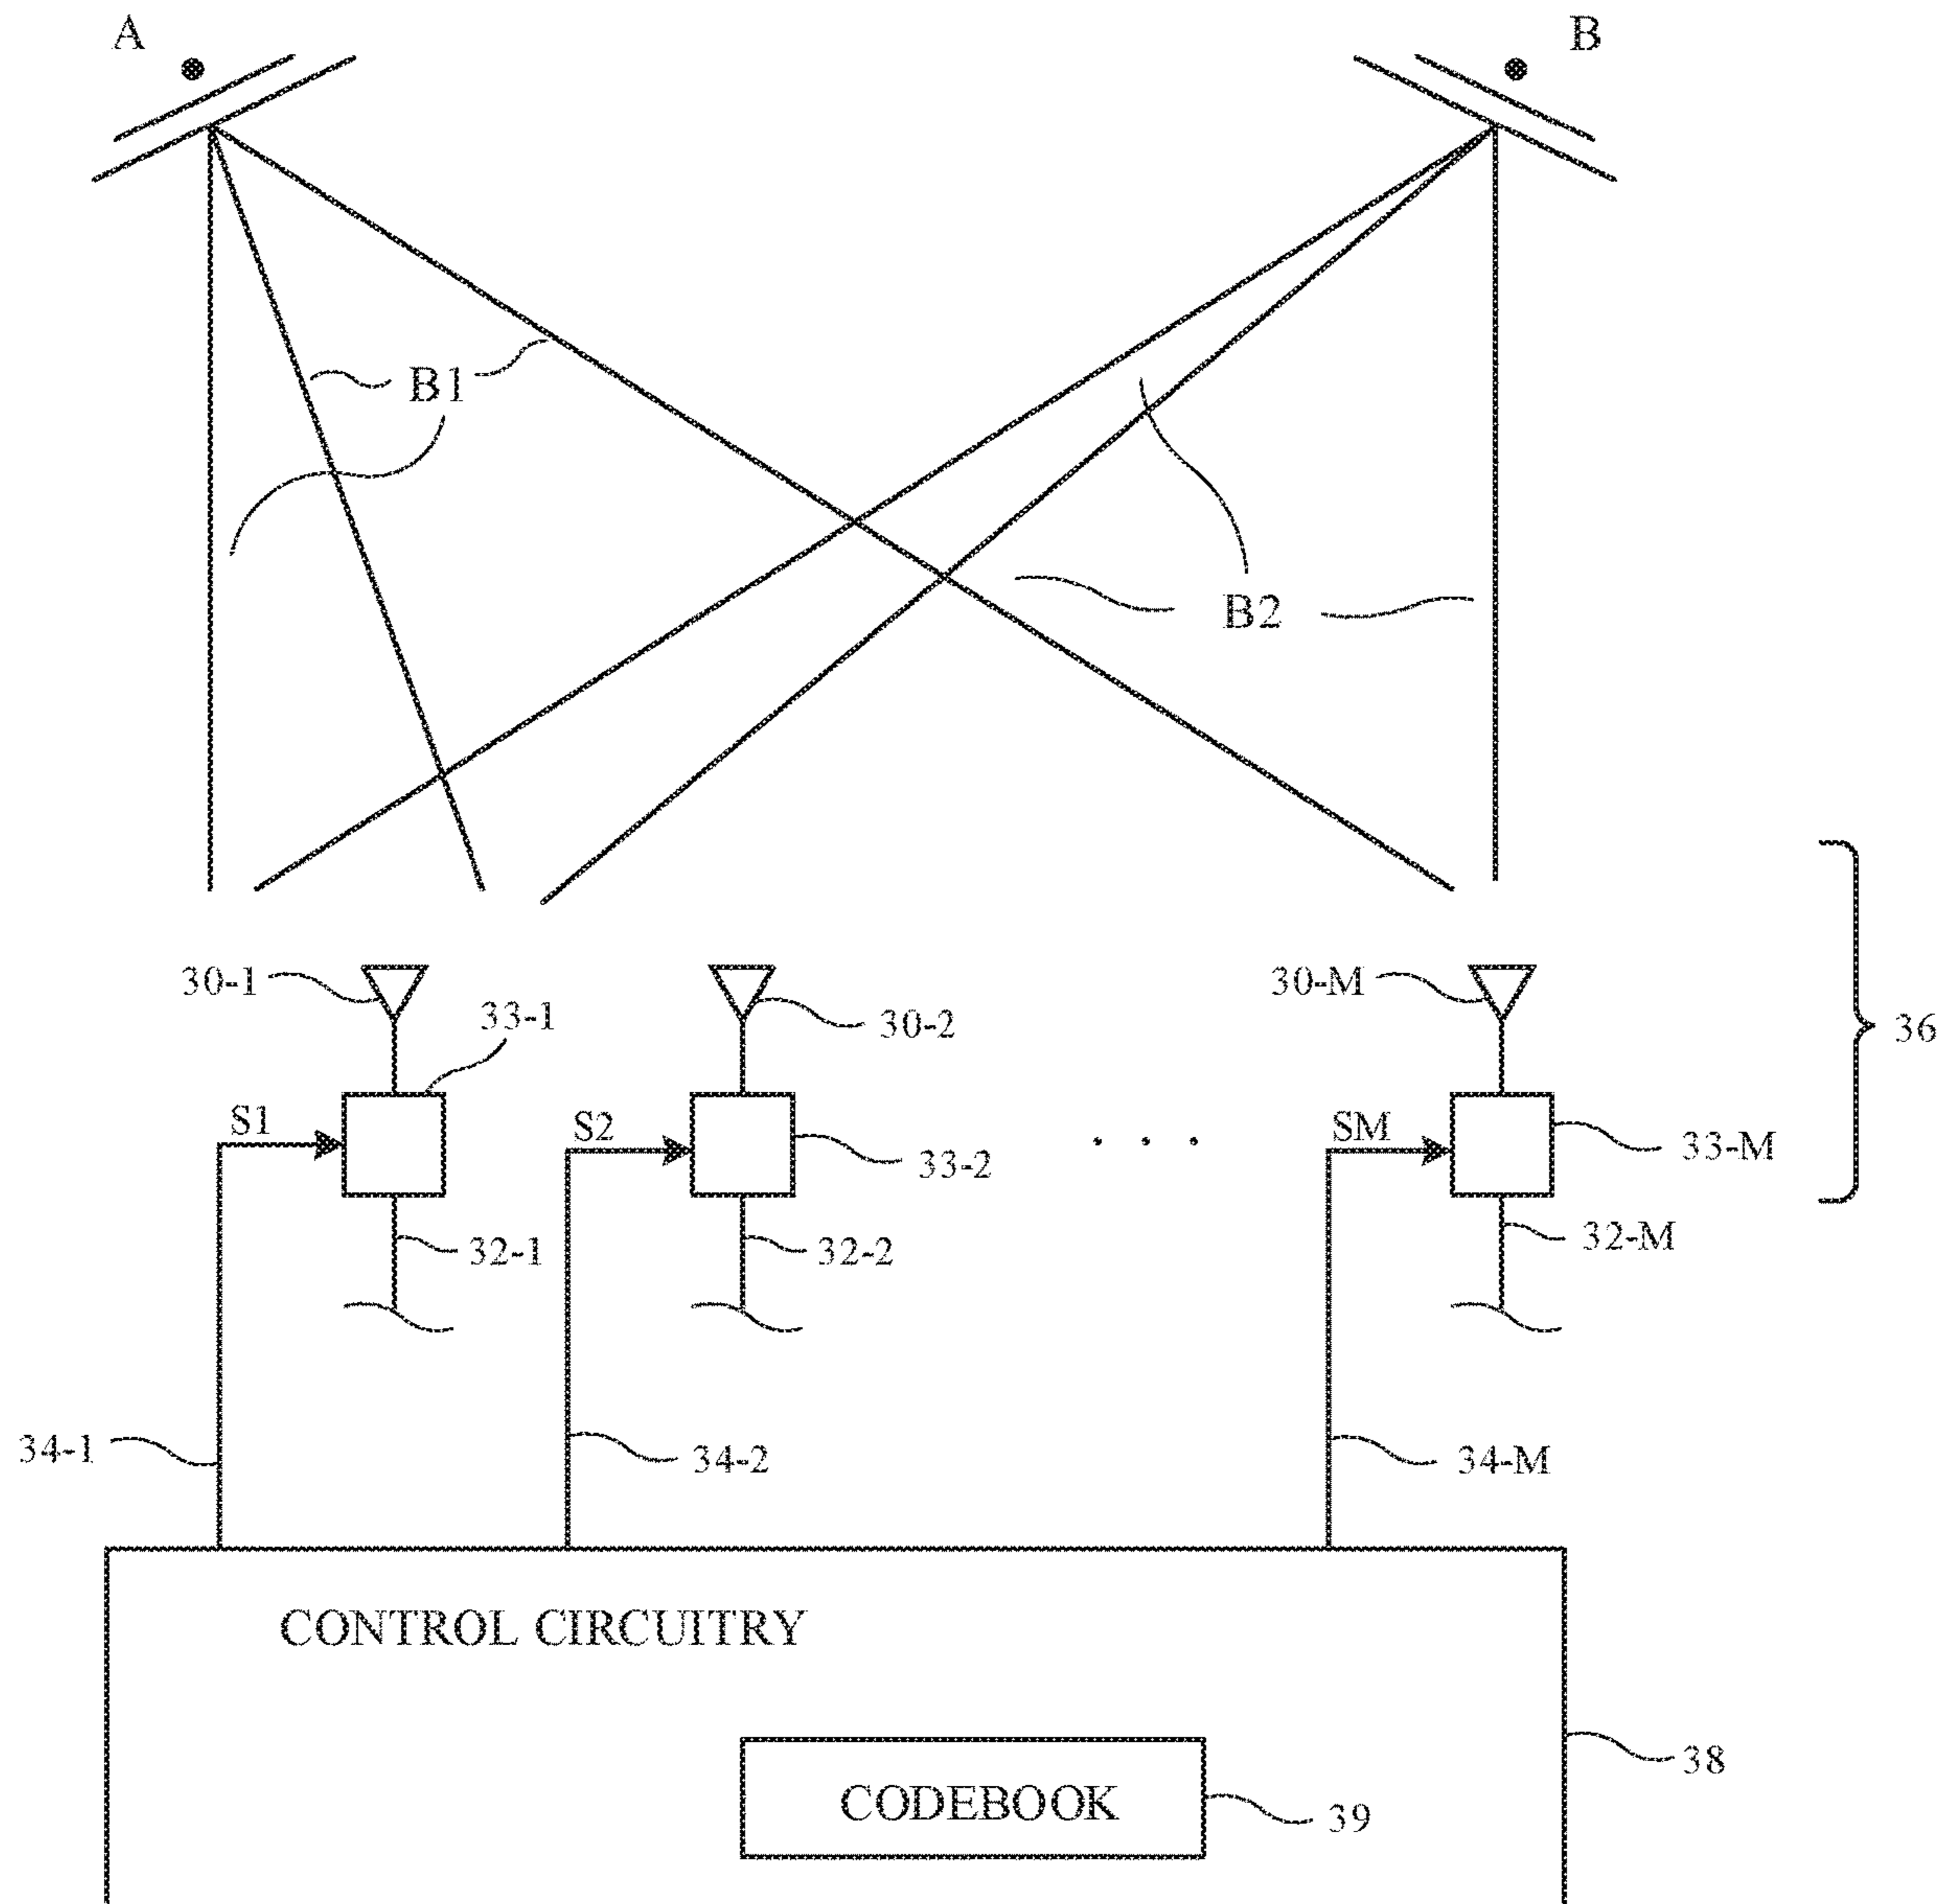 A
B
B1
B2
30-1
33-1
30-2
30-M
36
S1
S2
. . .
SM
33-2
33-M
32-1
32-2
32-M
34-1
34-2
34-M
CONTROL CIRCUITRY
38
CODEBOOK
39